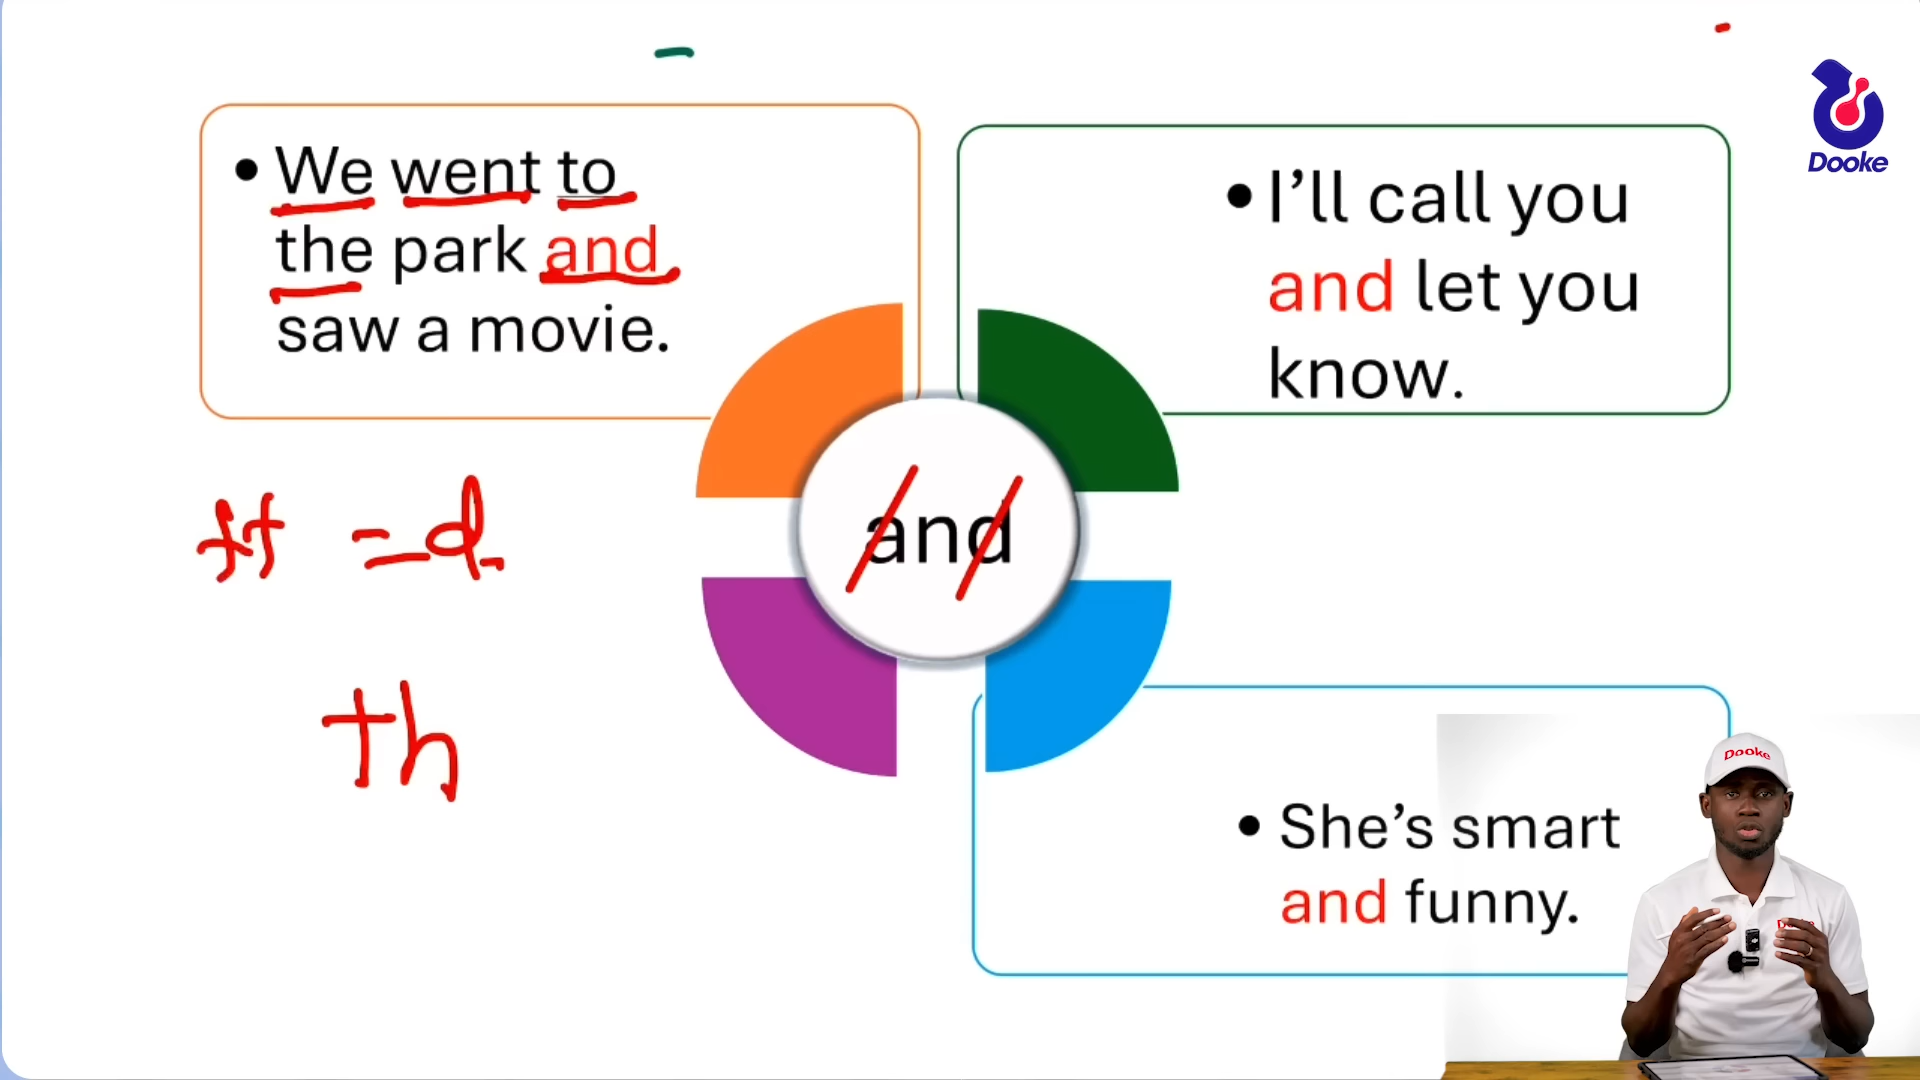 • We went to
the park and
saw a movie.
• I'll call you
and let you
know.
Dooke
and
tt = d
th
• She's smart
and funny.
Dooke